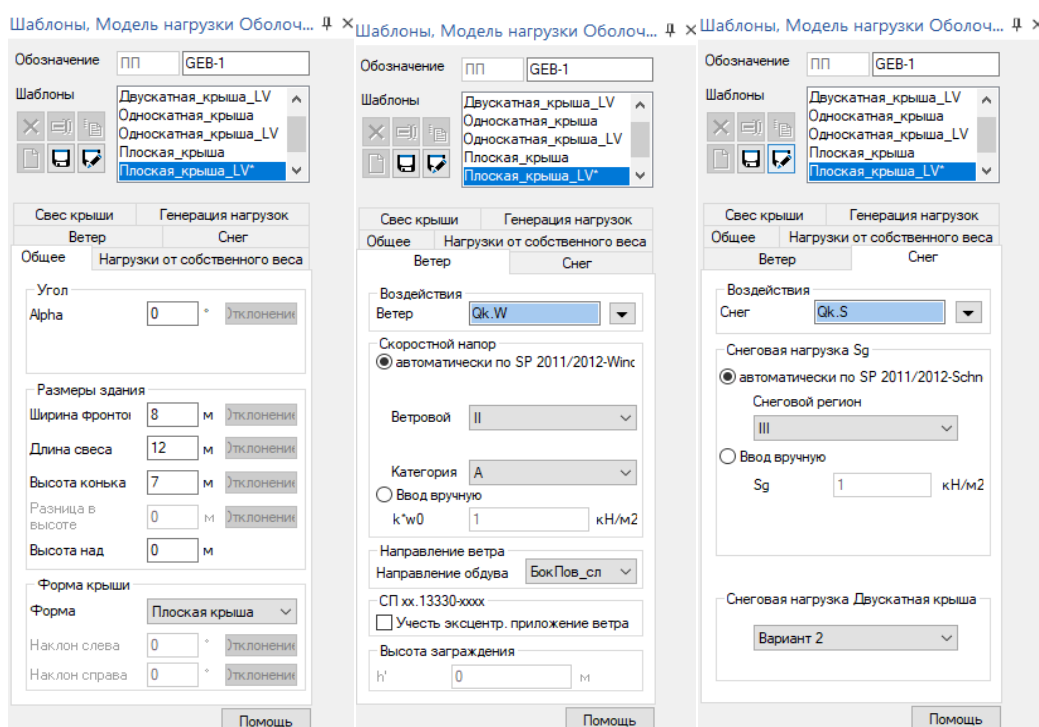 Шаблоны, Модель нагрузки Оболоч...
Обозначение ПП GEB-1
Шаблоны
Двускатная_крыша_LV
Односкатная_крыша
Односкатная_крыша_LV
Плоская_крыша
Плоская_крыша_LV*
Свес крыши Генерация нагрузок
Ветер Снег
Общее Нагрузки от собственного веса
Угол
Alpha 0 ° Отклонение
Размеры здания
Ширина фронтон 8 м Отклонение
Длина свеса 12 м Отклонение
Высота конька 7 м Отклонение
Разница в
высоте 0 м Отклонение
Высота над 0 м
Форма крыши
Форма Плоская крыша
Наклон слева 0 ° Отклонение
Наклон справа 0 ° Отклонение
Помощь
Шаблоны, Модель нагрузки Оболоч...
Обозначение ПП GEB-1
Шаблоны
Двускатная_крыша_LV
Односкатная_крыша
Односкатная_крыша_LV
Плоская_крыша
Плоская_крыша_LV*
Свес крыши Генерация нагрузок
Общее Нагрузки от собственного веса
Ветер Снег
Воздействия
Ветер Qk.W
Скоростной напор
автоматически по SP 2011/2012-Winc
Ветровой II
Категория A
Ввод вручную
k*w0 1 кН/м2
Направление ветра
Направление обдува БокПов_сл
СП xx.13330-xxxx
Учесть эксцентр. приложение ветра
Высота заграждения
h' 0 м
Помощь
Шаблоны, Модель нагрузки Оболоч...
Обозначение ПП GEB-1
Шаблоны
Двускатная_крыша_LV
Односкатная_крыша
Односкатная_крыша_LV
Плоская_крыша
Плоская_крыша_LV*
Свес крыши Генерация нагрузок
Общее Нагрузки от собственного веса
Ветер Снег
Воздействия
Снег Qk.S
Снеговая нагрузка Sg
автоматически по SP 2011/2012-Schn
Снеговой регион
III
Ввод вручную
Sg 1 кН/м2
Снеговая нагрузка Двускатная крыша
Вариант 2
Помощь